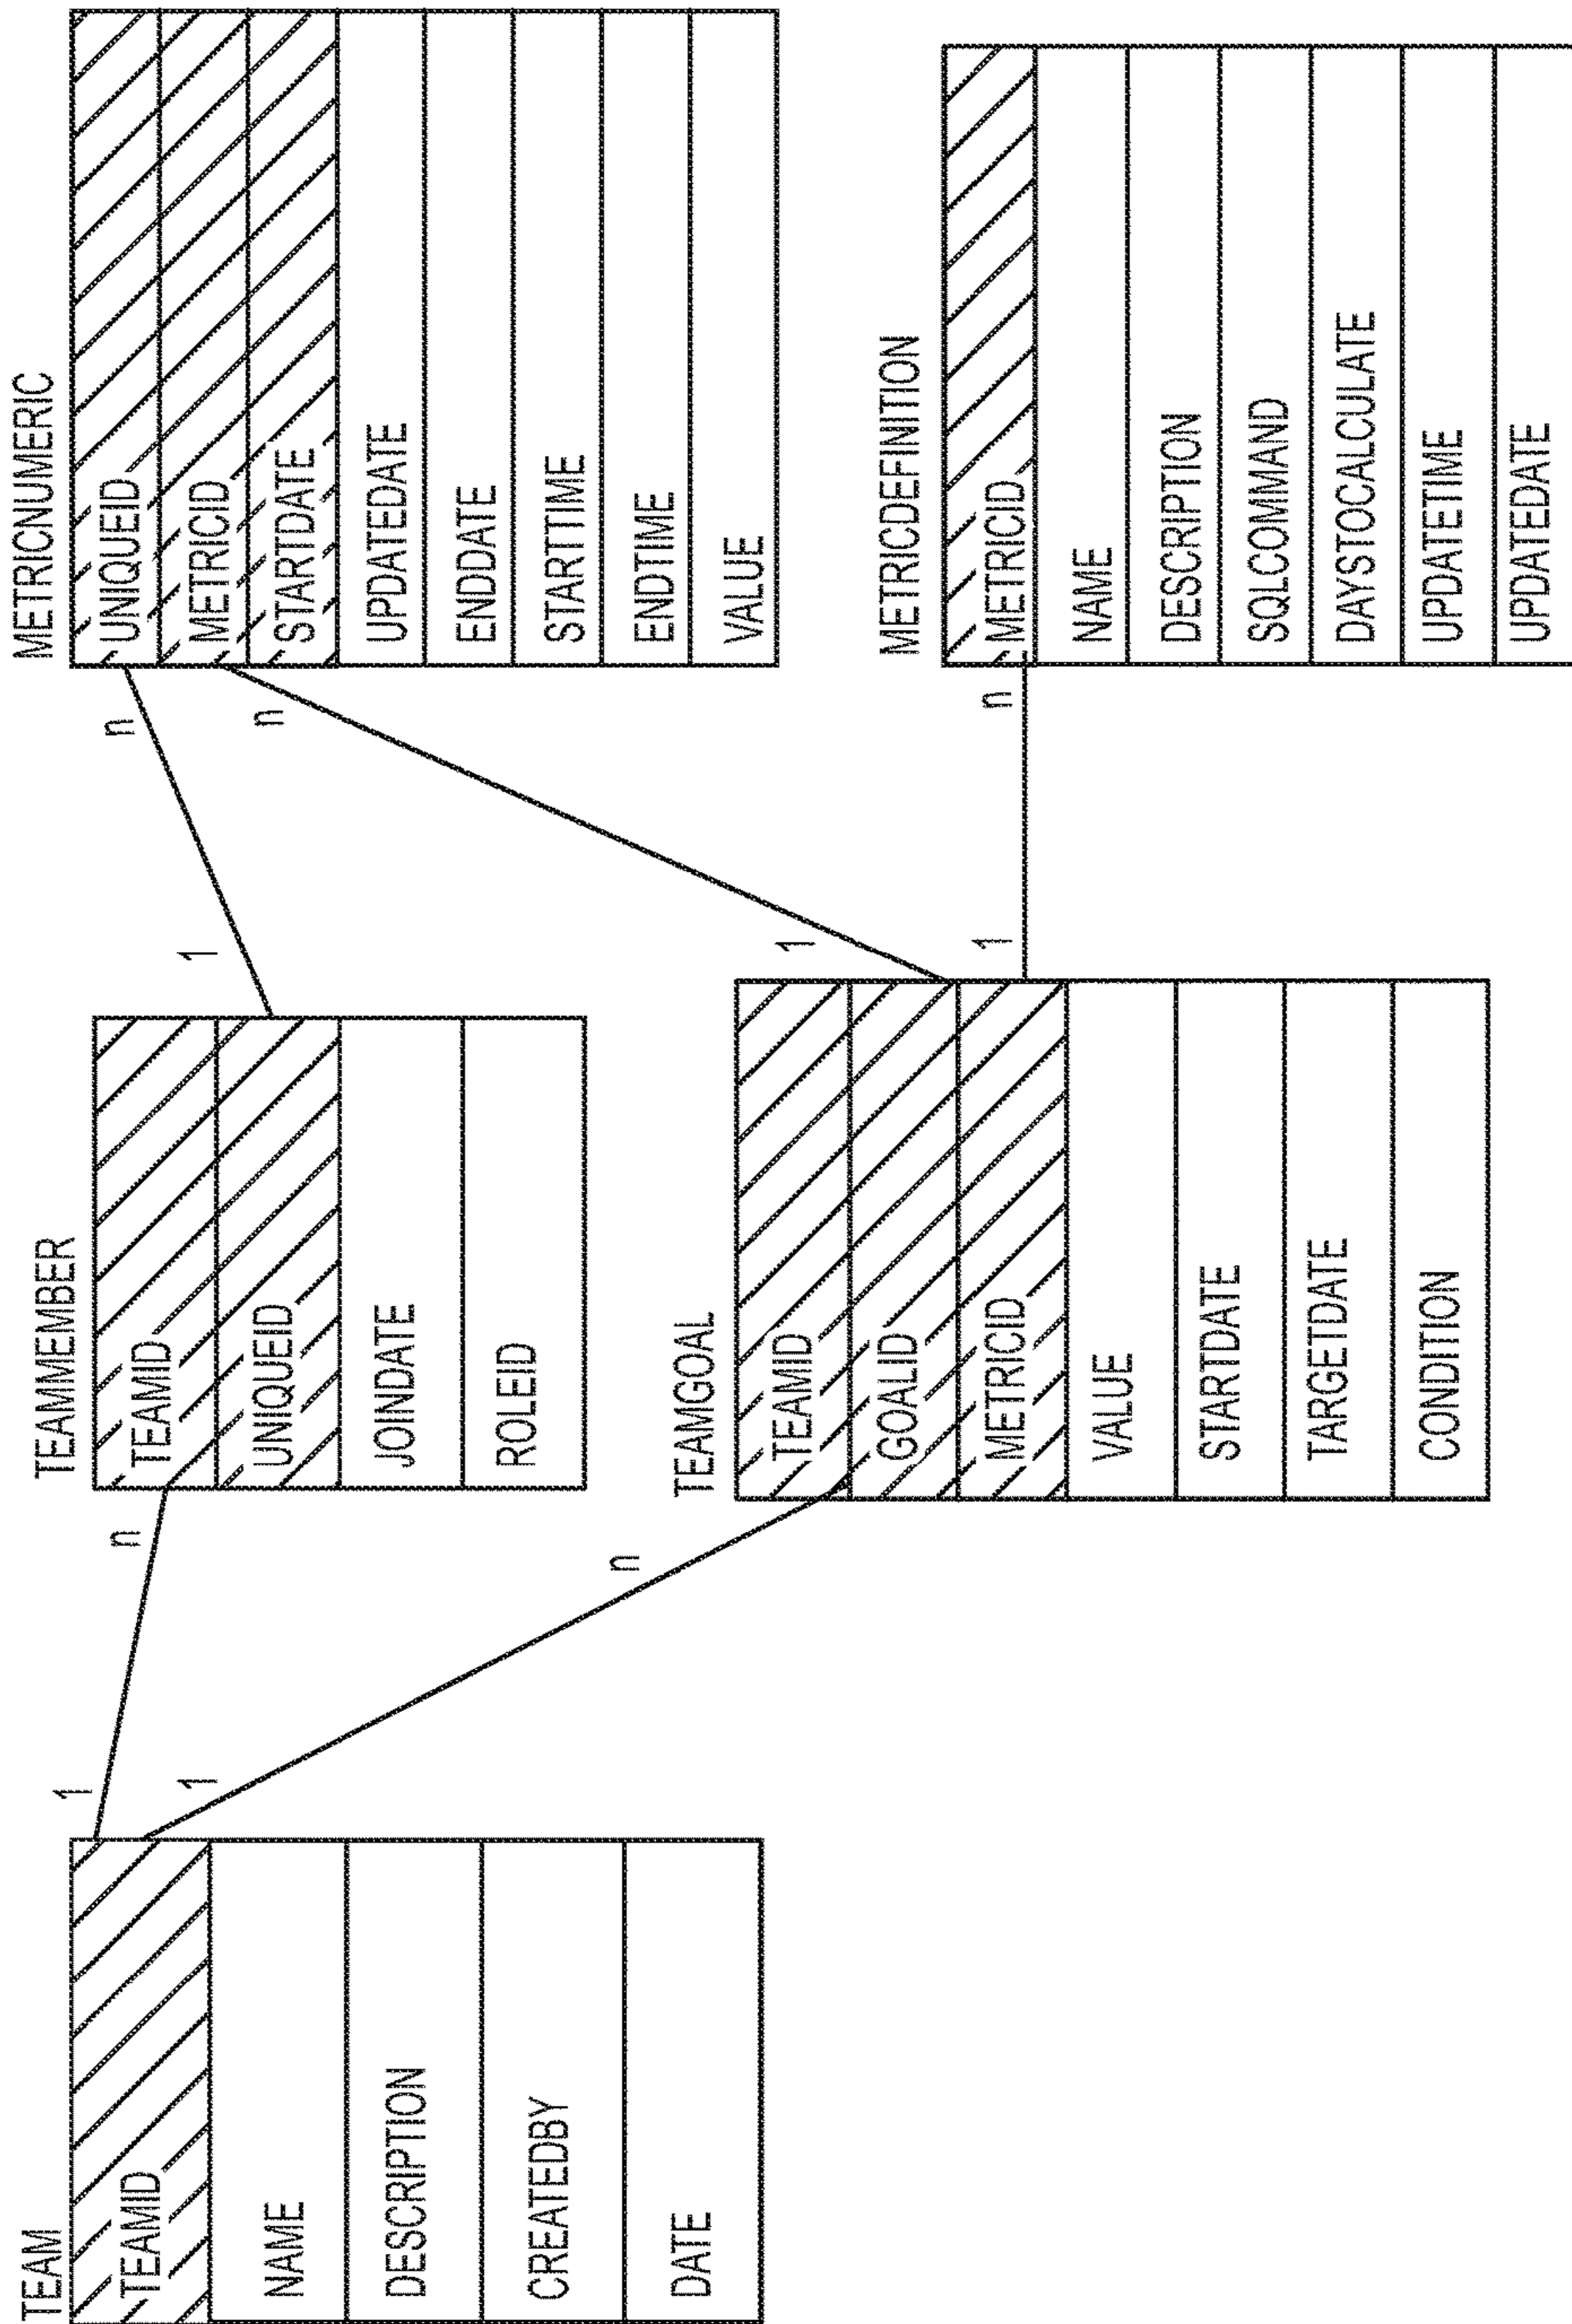 TEAM
TEAMID
NAME
DESCRIPTION
CREATEDBY
DATE
1
1
n
n
TEAMMEMBER
TEAMID
UNIQUEID
JOINDATE
ROLEID
TEAMGOAL
TEAMID
GOALID
METRICID
VALUE
STARTDATE
TARGETDATE
CONDITION
1
1
1
n
n
n
METRICNUMERIC
UNIQUEID
METRICID
STARTDATE
UPDATEDATE
ENDDATE
STARTTIME
ENDTIME
VALUE
METRICDEFINITION
METRICID
NAME
DESCRIPTION
SQLCOMMAND
DAYSTOCALCULATE
UPDATETIME
UPDATEDATE